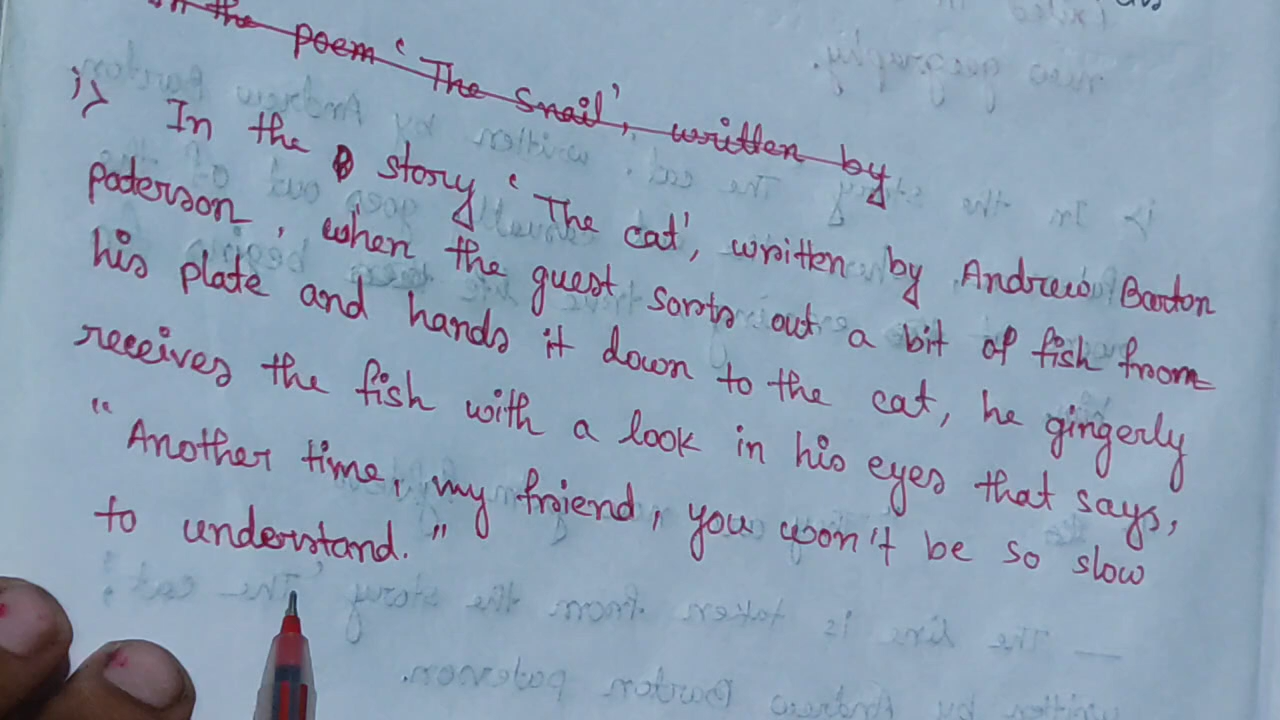 the poem 'The Snail', written by
i> In the story 'The cat', written by Andrew Barton
paterson, when the guest sorts out a bit of fish from
his plate and hands it down to the cat, he gingerly
receives the fish with a look in his eyes that says,
"Another time, my friend, you won't be so slow
to understand."